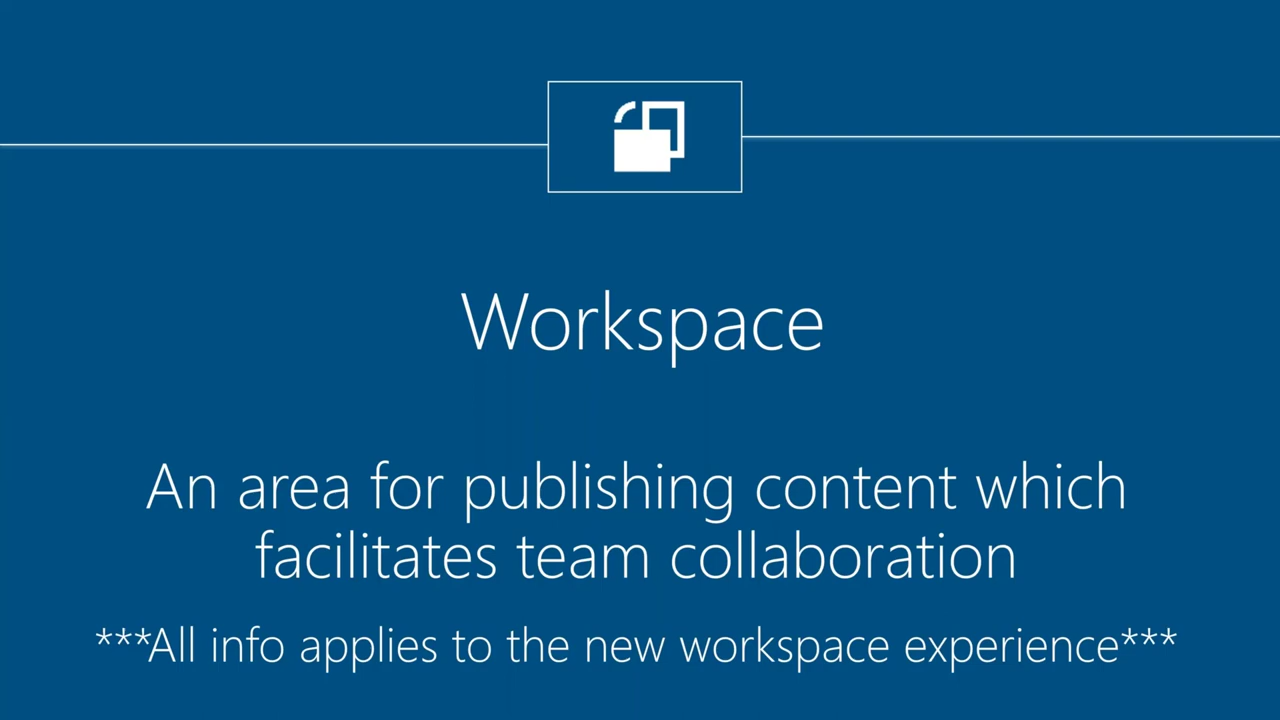 Workspace
An area for publishing content which
facilitates team collaboration
***All info applies to the new workspace experience***